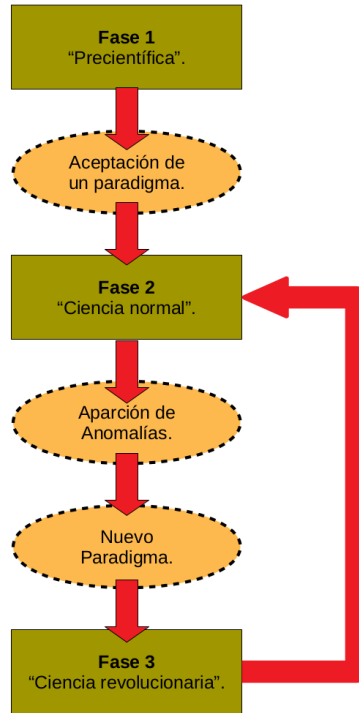 Fase 1
“Precientífica”.
Aceptación de
un paradigma.
Fase 2
“Ciencia normal”.
Aparción de
Anomalías.
Nuevo
Paradigma.
Fase 3
“Ciencia revolucionaria”.